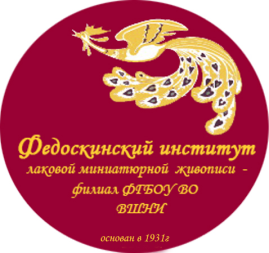 Федоскинский институт
лаковой миниатюрной живописи -
филиал ФГБОУ ВО
ВШНИ
основан в 1931г